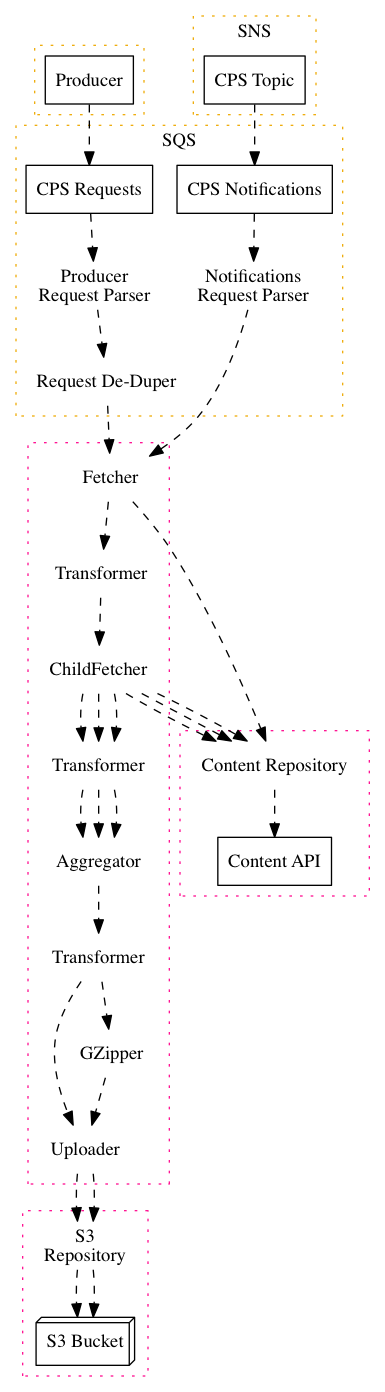 SNS
Producer
CPS Topic
SQS
CPS Requests
CPS Notifications
Producer
Request Parser
Notifications
Request Parser
Request De-Duper
Fetcher
Transformer
ChildFetcher
Transformer
Content Repository
Aggregator
Content API
Transformer
GZipper
Uploader
S3
Repository
S3 Bucket